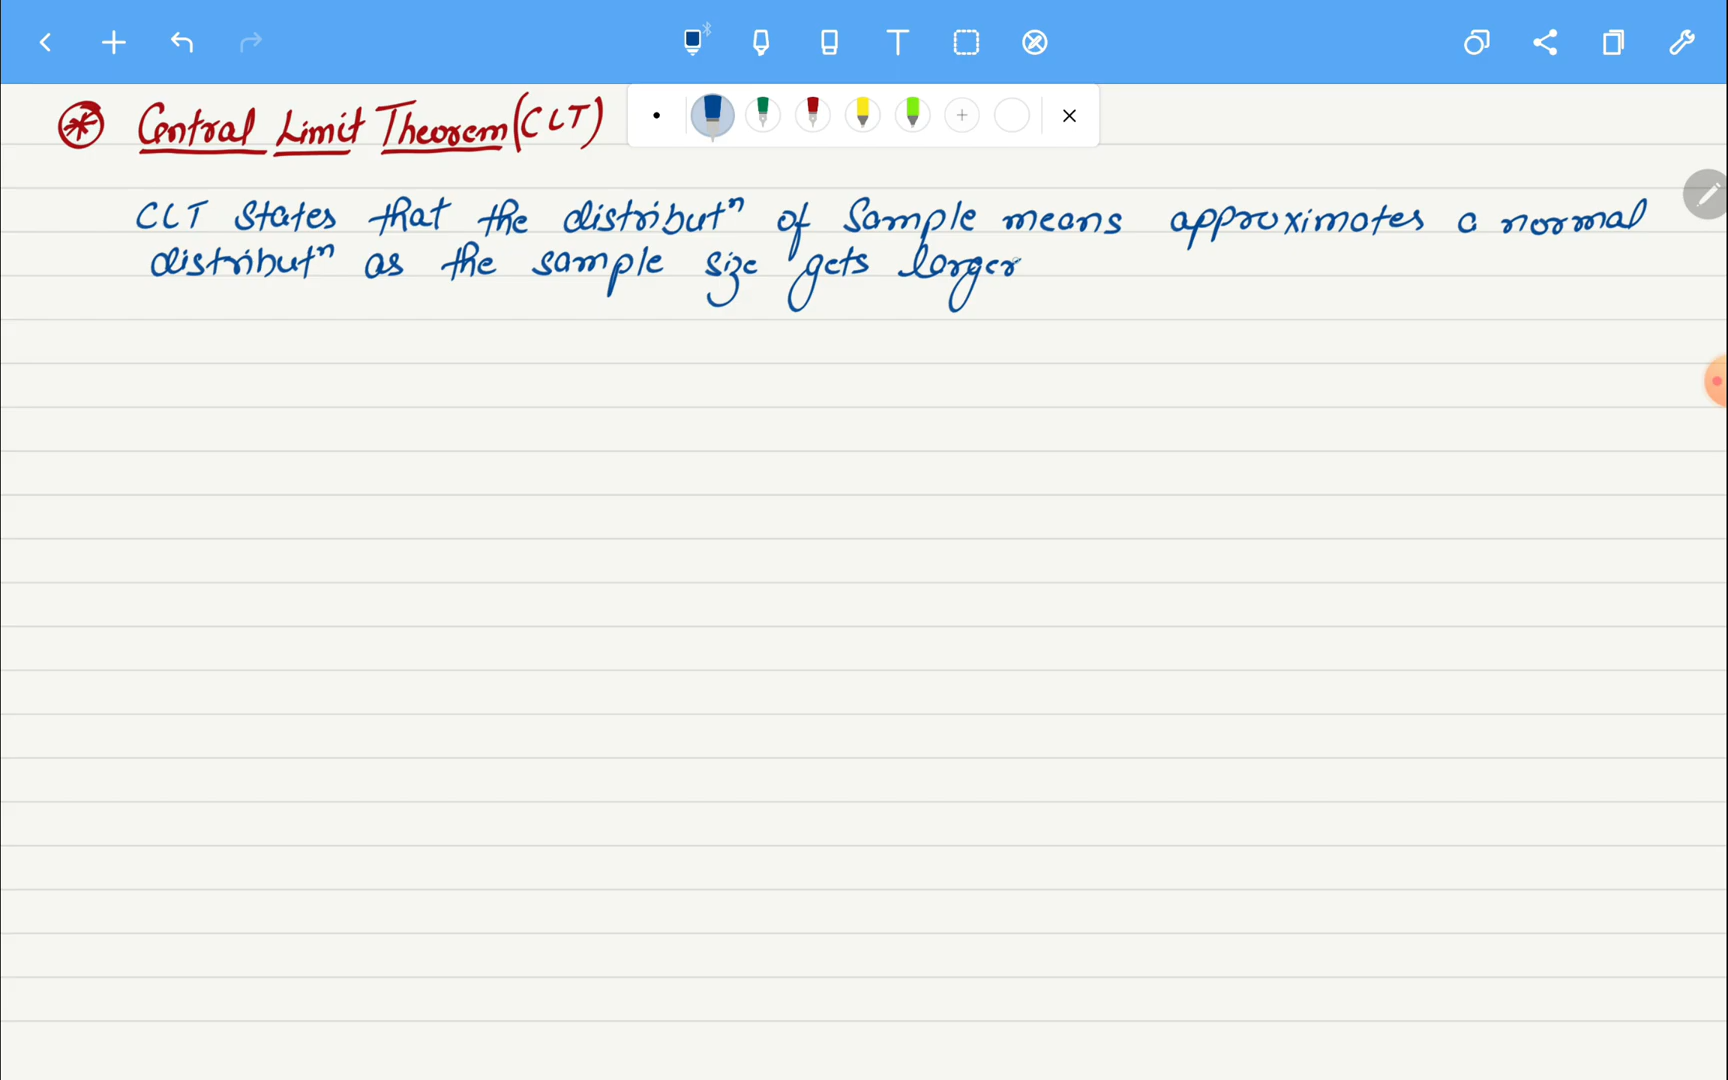 Central Limit Theorem (CLT)
CLT States that the distributⁿ of Sample means approximates a normal
distributⁿ as the sample size gets larger